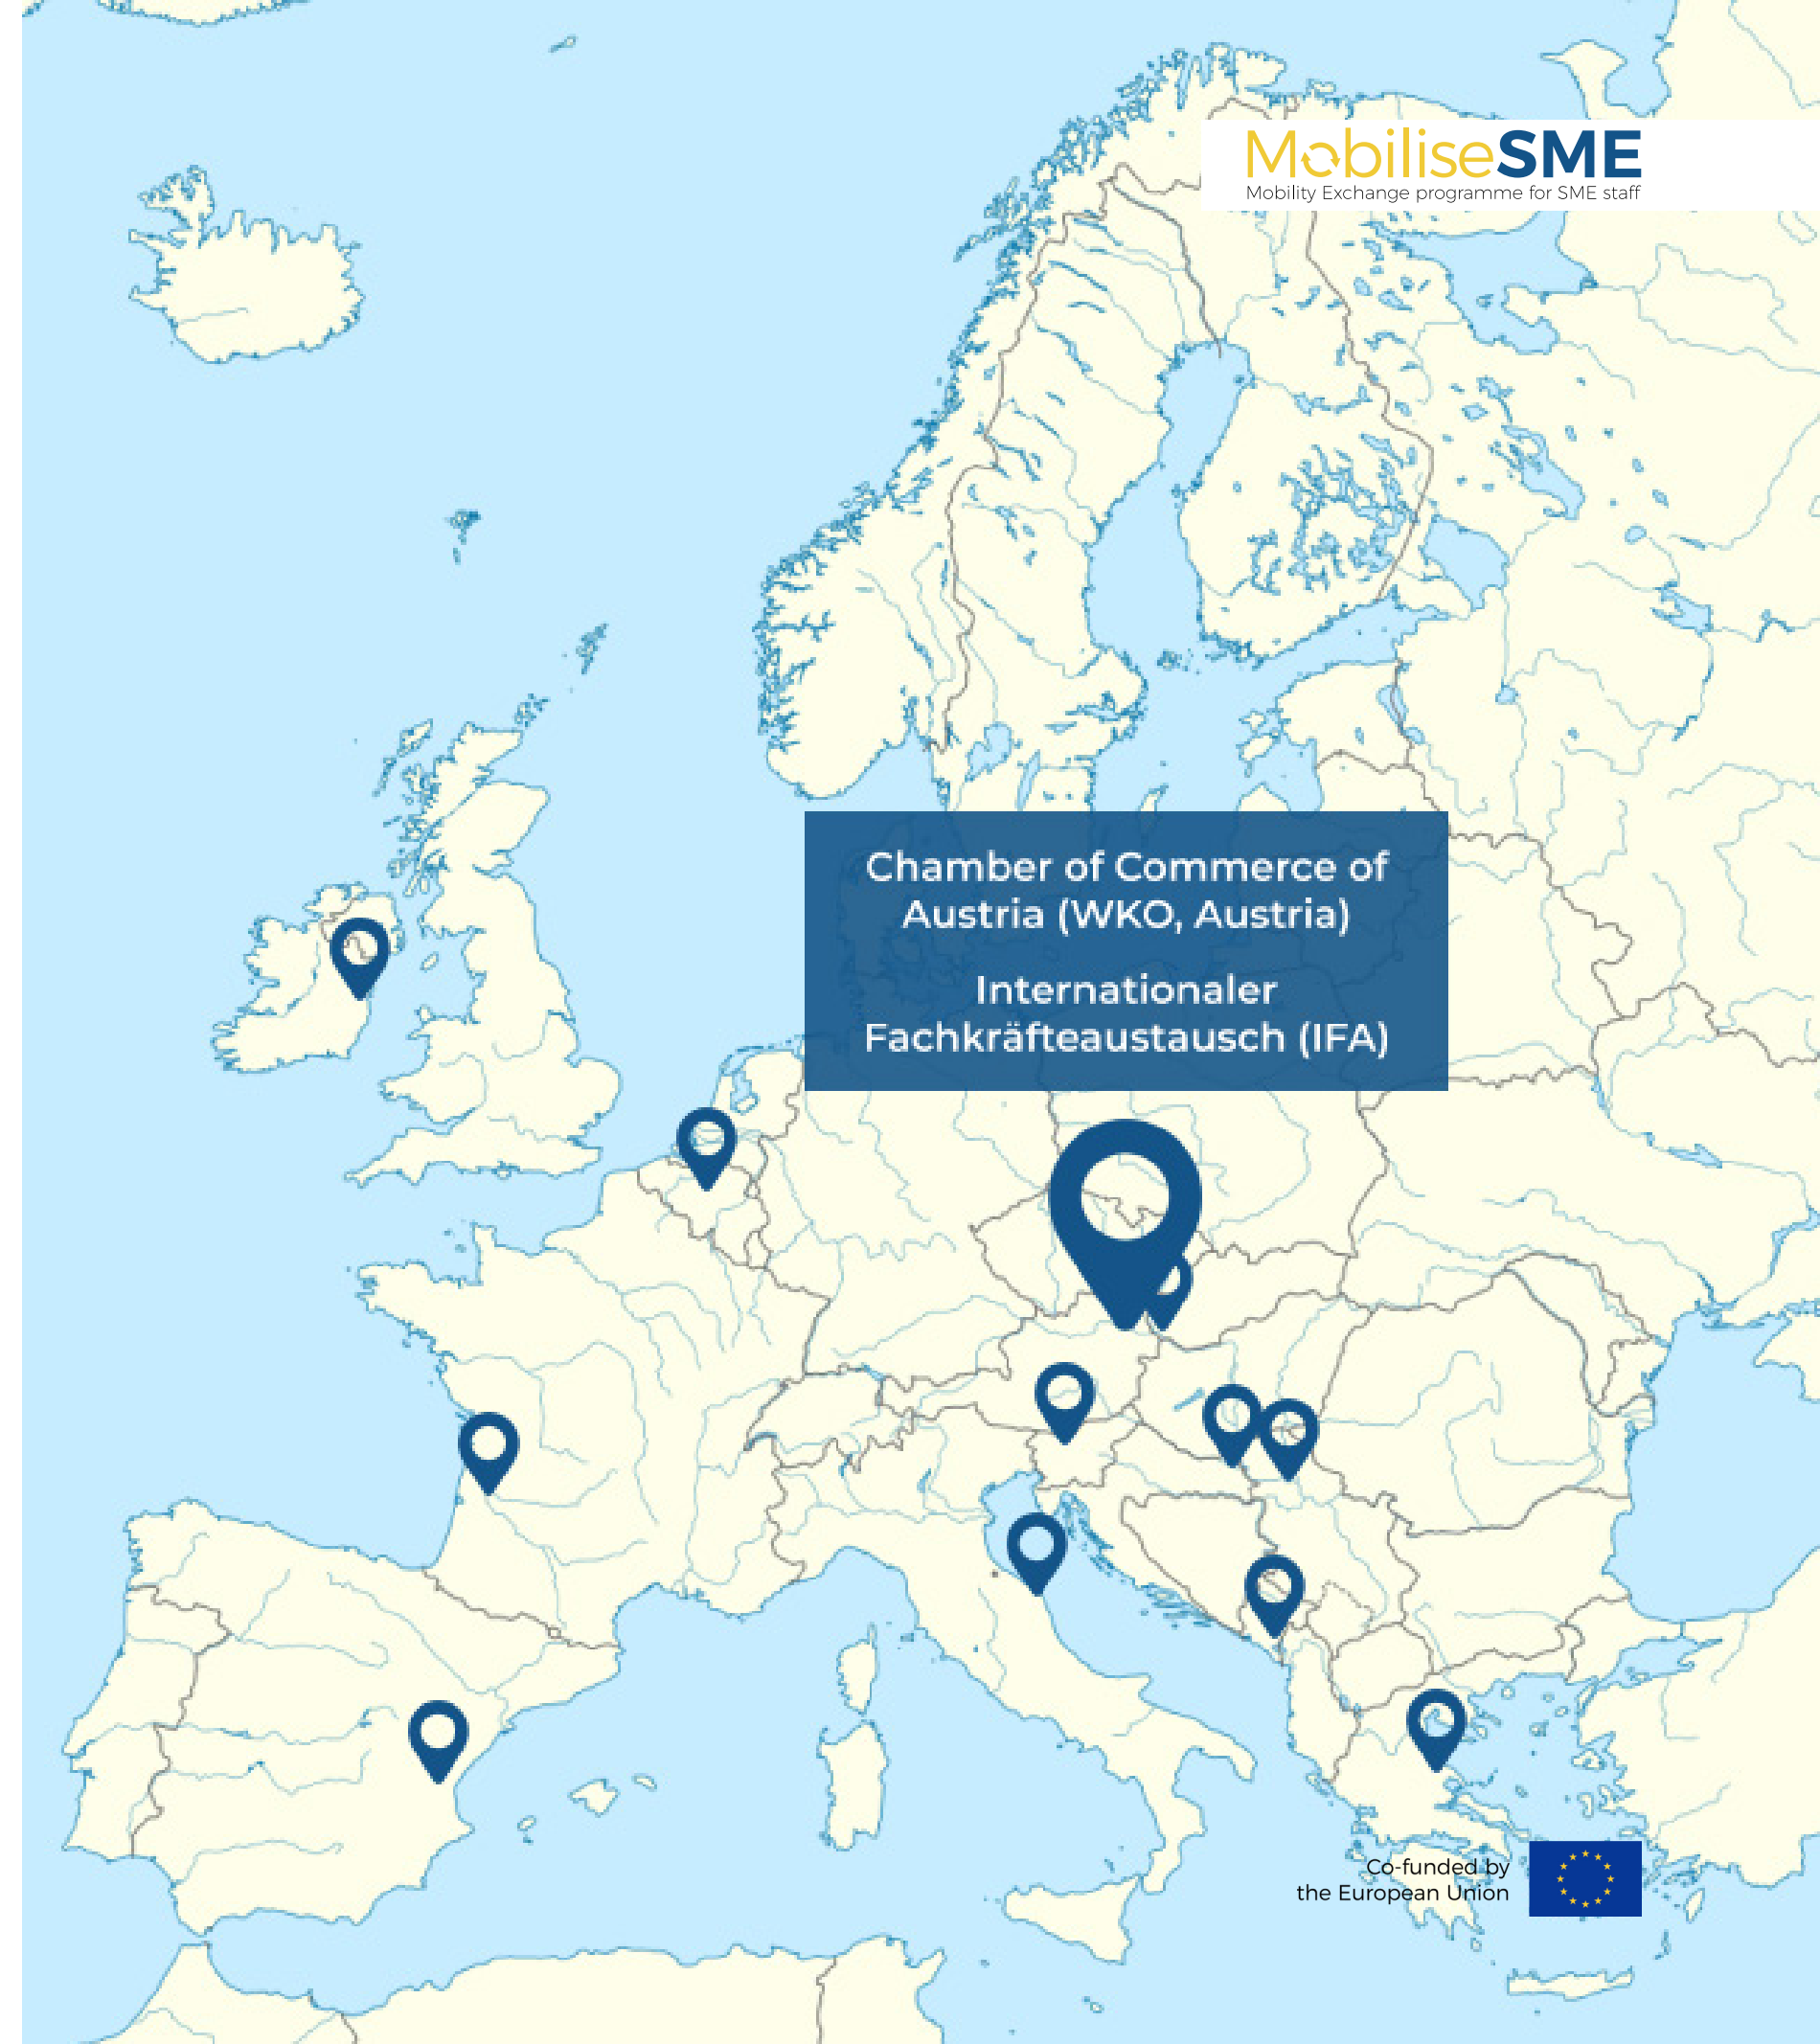 MobiliseSME
Mobility Exchange programme for SME staff
Chamber of Commerce of
Austria (WKO, Austria)
Internationaler
Fachkräfteaustausch (IFA)
Co-funded by
the European Union